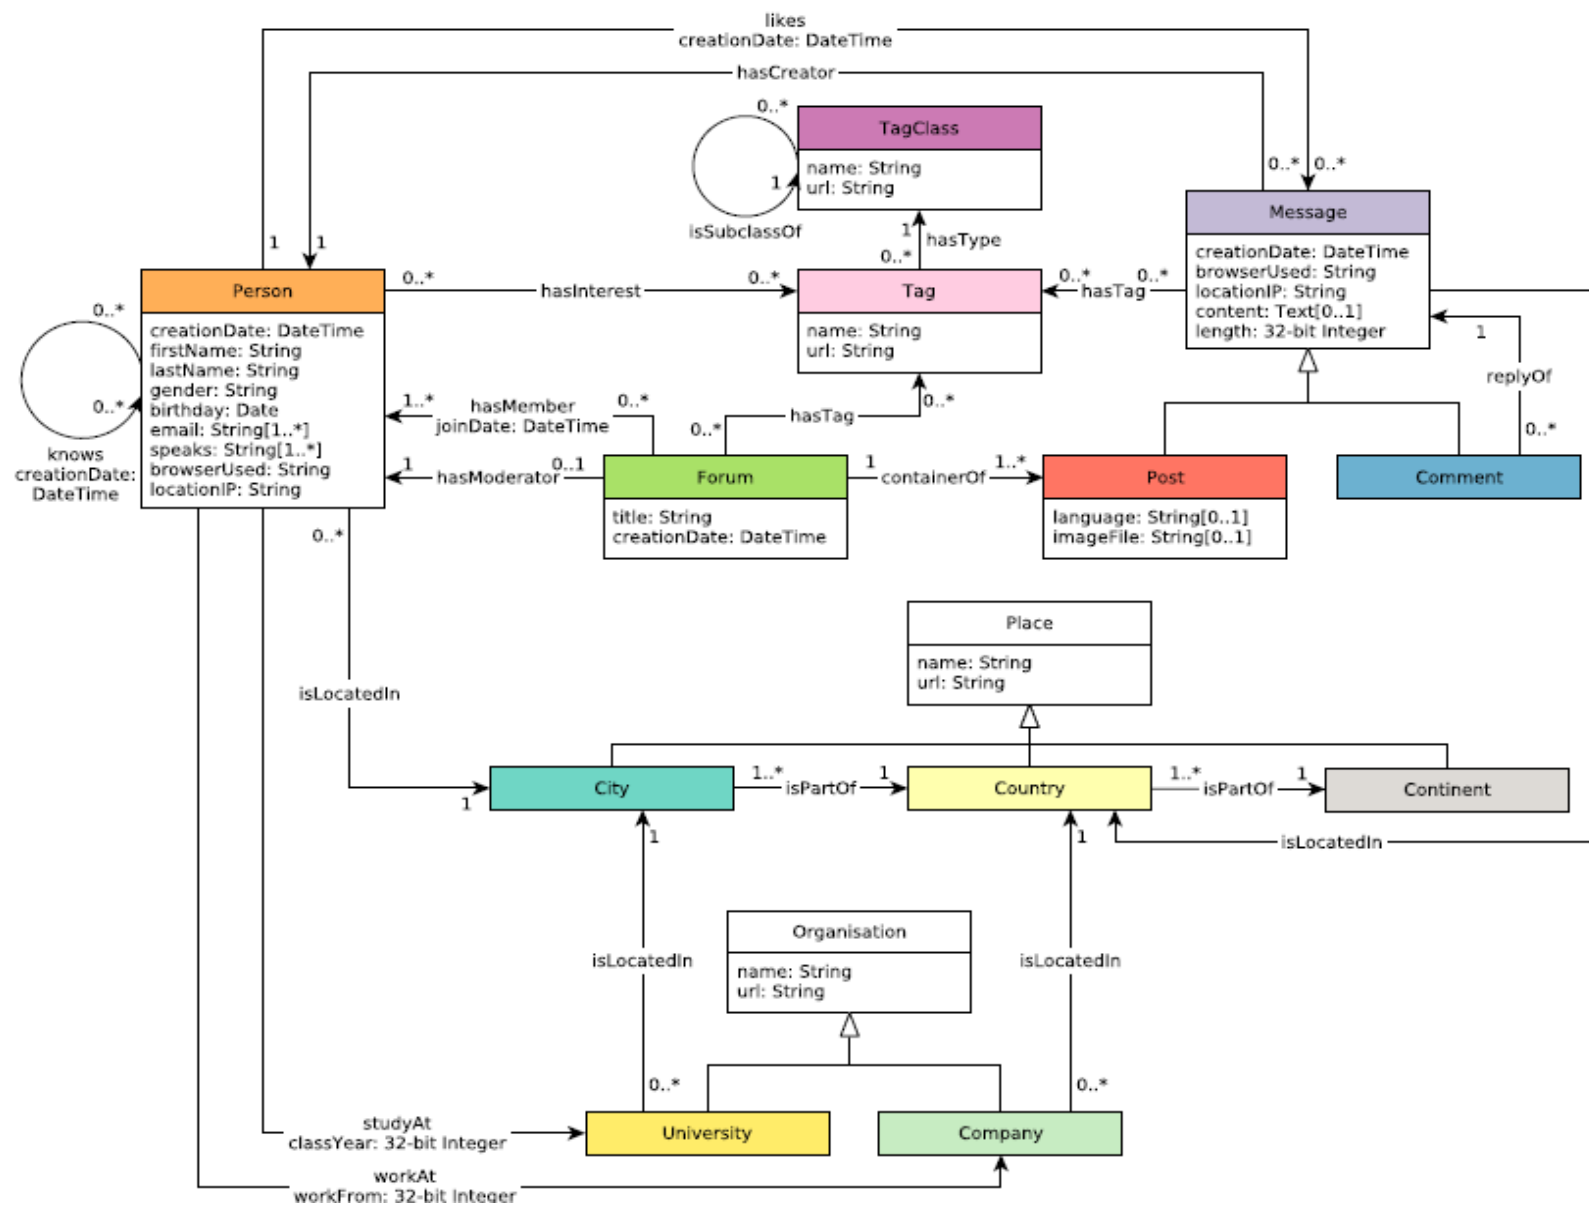 likes
creationDate: DateTime
hasCreator
0..*
TagClass
name: String
url: String
1
isSubclassOf
1
hasType
0..*
0..*
0..*
Message
creationDate: DateTime
browserUsed: String
locationIP: String
content: Text[0..1]
length: 32-bit Integer
1
1
Person
creationDate: DateTime
firstName: String
lastName: String
gender: String
birthday: Date
email: String[1..*]
speaks: String[1..*]
browserUsed: String
locationIP: String
0..*
0..*
knows
creationDate:
DateTime
0..*
hasInterest
0..*
Tag
name: String
url: String
0..*
0..*
hasTag
1
replyOf
0..*
1..*
hasMember
joinDate: DateTime
0..*
0..*
hasTag
0..*
1
hasModerator
0..1
Forum
title: String
creationDate: DateTime
1
containerOf
1..*
Post
language: String[0..1]
imageFile: String[0..1]
Comment
0..*
isLocatedIn
1
Place
name: String
url: String
City
1..*
isPartOf
1
Country
1..*
isPartOf
1
Continent
isLocatedIn
1
1
isLocatedIn
Organisation
name: String
url: String
isLocatedIn
0..*
0..*
University
Company
studyAt
classYear: 32-bit Integer
workAt
workFrom: 32-bit Integer